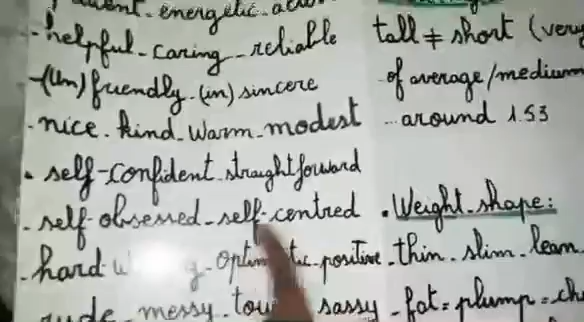 energetic
- helpful - caring - reliable
- (un) friendly - (in) sincere
- nice - kind - warm - modest
. self-confident - straightforward
- self-obsessed - self-centred
- hard positive
messy sassy
tall ≠ short (very
of average/medium
... around 1.53
. Weight - shape:
- thin - slim - lean
- fat = plump =